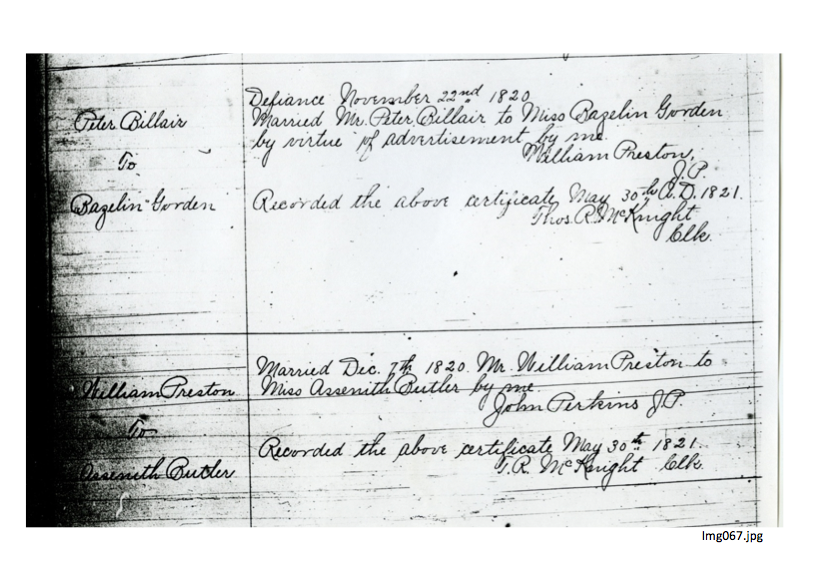 Peter Billair
To
Bazelin Gorden
Defiance November 22nd 1820
Married Mr. Peter Billair to Miss Bazelin Gorden
by virtue of advertisement by me.
William Preston,
J.P.
Recorded the above certificate, May 30th A.D. 1821.
Thos. R. McKnight
Clk.
William Preston
To
Assenith Butler
Married Dec. 7th 1820. Mr. William Preston to
Miss Assenith Butler by me
John Perkins J.P.
Recorded the above certificate May 30th 1821.
T.R. McKnight Clk.
Img067.jpg